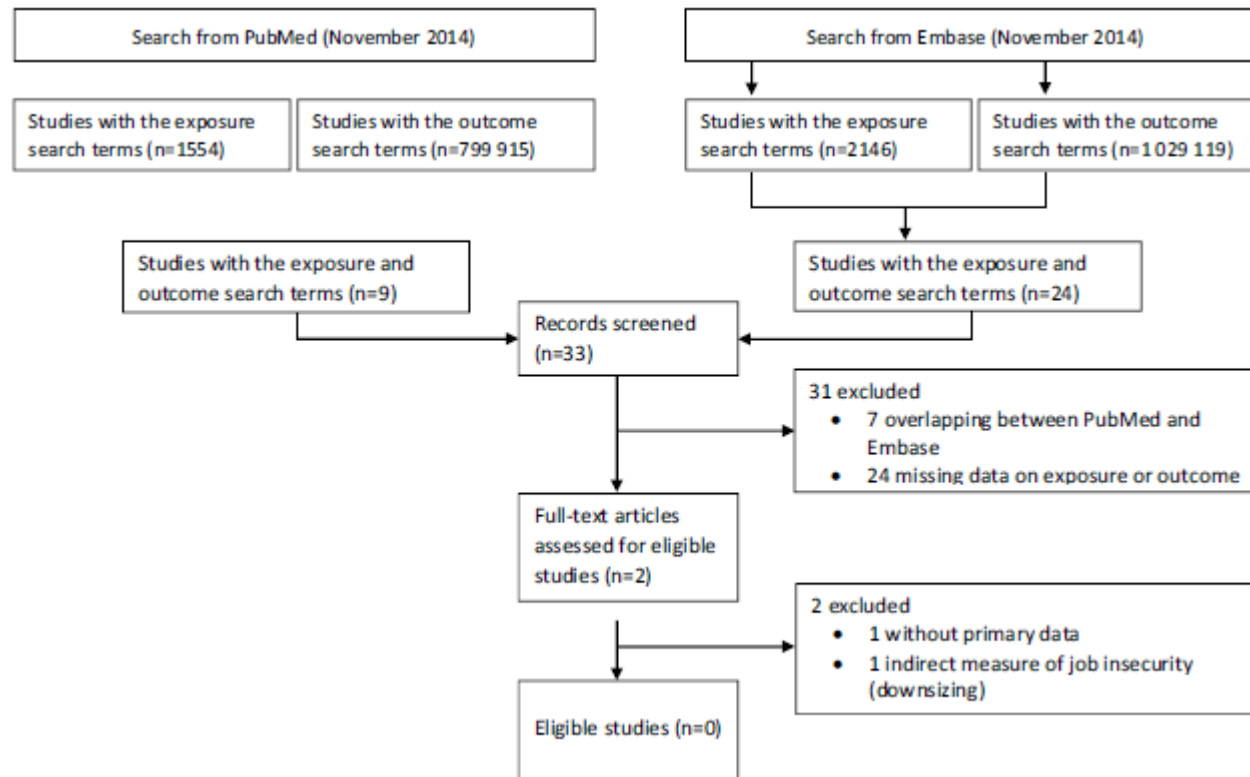 Search from PubMed (November 2014)
Search from Embase (November 2014)
Studies with the exposure
search terms (n=1554)
Studies with the outcome
search terms (n=799 915)
Studies with the exposure
search terms (n=2146)
Studies with the outcome
search terms (n=1 029 119)
Studies with the exposure and
outcome search terms (n=9)
Studies with the exposure and
outcome search terms (n=24)
Records screened
(n=33)
31 excluded
• 7 overlapping between PubMed and
Embase
• 24 missing data on exposure or outcome
Full-text articles
assessed for eligible
studies (n=2)
2 excluded
• 1 without primary data
• 1 indirect measure of job insecurity
(downsizing)
Eligible studies (n=0)